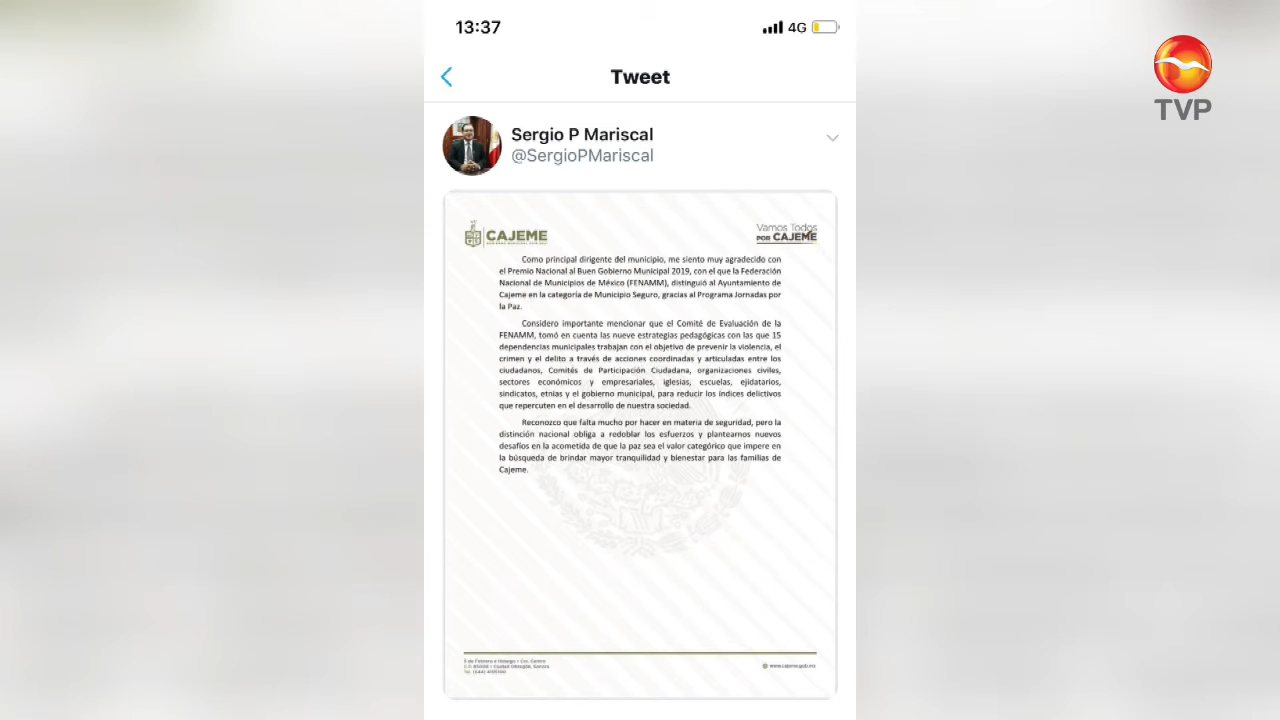 13:37
4G
TVP
Tweet
Sergio P Mariscal
@SergioPMariscal
CAJEME
Vamos Todos
POR CAJEME
Como principal dirigente del municipio, me siento muy agradecido con
el Premio Nacional al Buen Gobierno Municipal 2019, con el que la Federación
Nacional de Municipios de México (FENAMM), distinguió al Ayuntamiento de
Cajeme en la categoría de Municipio Seguro, gracias al Programa Jornadas por
la Paz.
Considero importante mencionar que el Comité de Evaluación de la
FENAMM, tomó en cuenta las nueve estrategias pedagógicas con las que 15
dependencias municipales trabajan con el objetivo de prevenir la violencia, el
crimen y el delito a través de acciones coordinadas y articuladas entre los
ciudadanos, Comités de Participación Ciudadana, organizaciones civiles,
sectores económicos y empresariales, iglesias, escuelas, ejidatarios,
sindicatos, etnias y el gobierno municipal, para reducir los índices delictivos
que repercuten en el desarrollo de nuestra sociedad.
Reconozco que falta mucho por hacer en materia de seguridad, pero la
distinción nacional obliga a redoblar los esfuerzos y plantearnos nuevos
desafíos en la acometida de que la paz sea el valor categórico que impere en
la búsqueda de brindar mayor tranquilidad y bienestar para las familias de
Cajeme.
5 de Febrero e Hidalgo • Col. Centro
Ciudad Obregón, Sonora
www.cajeme.gob.mx